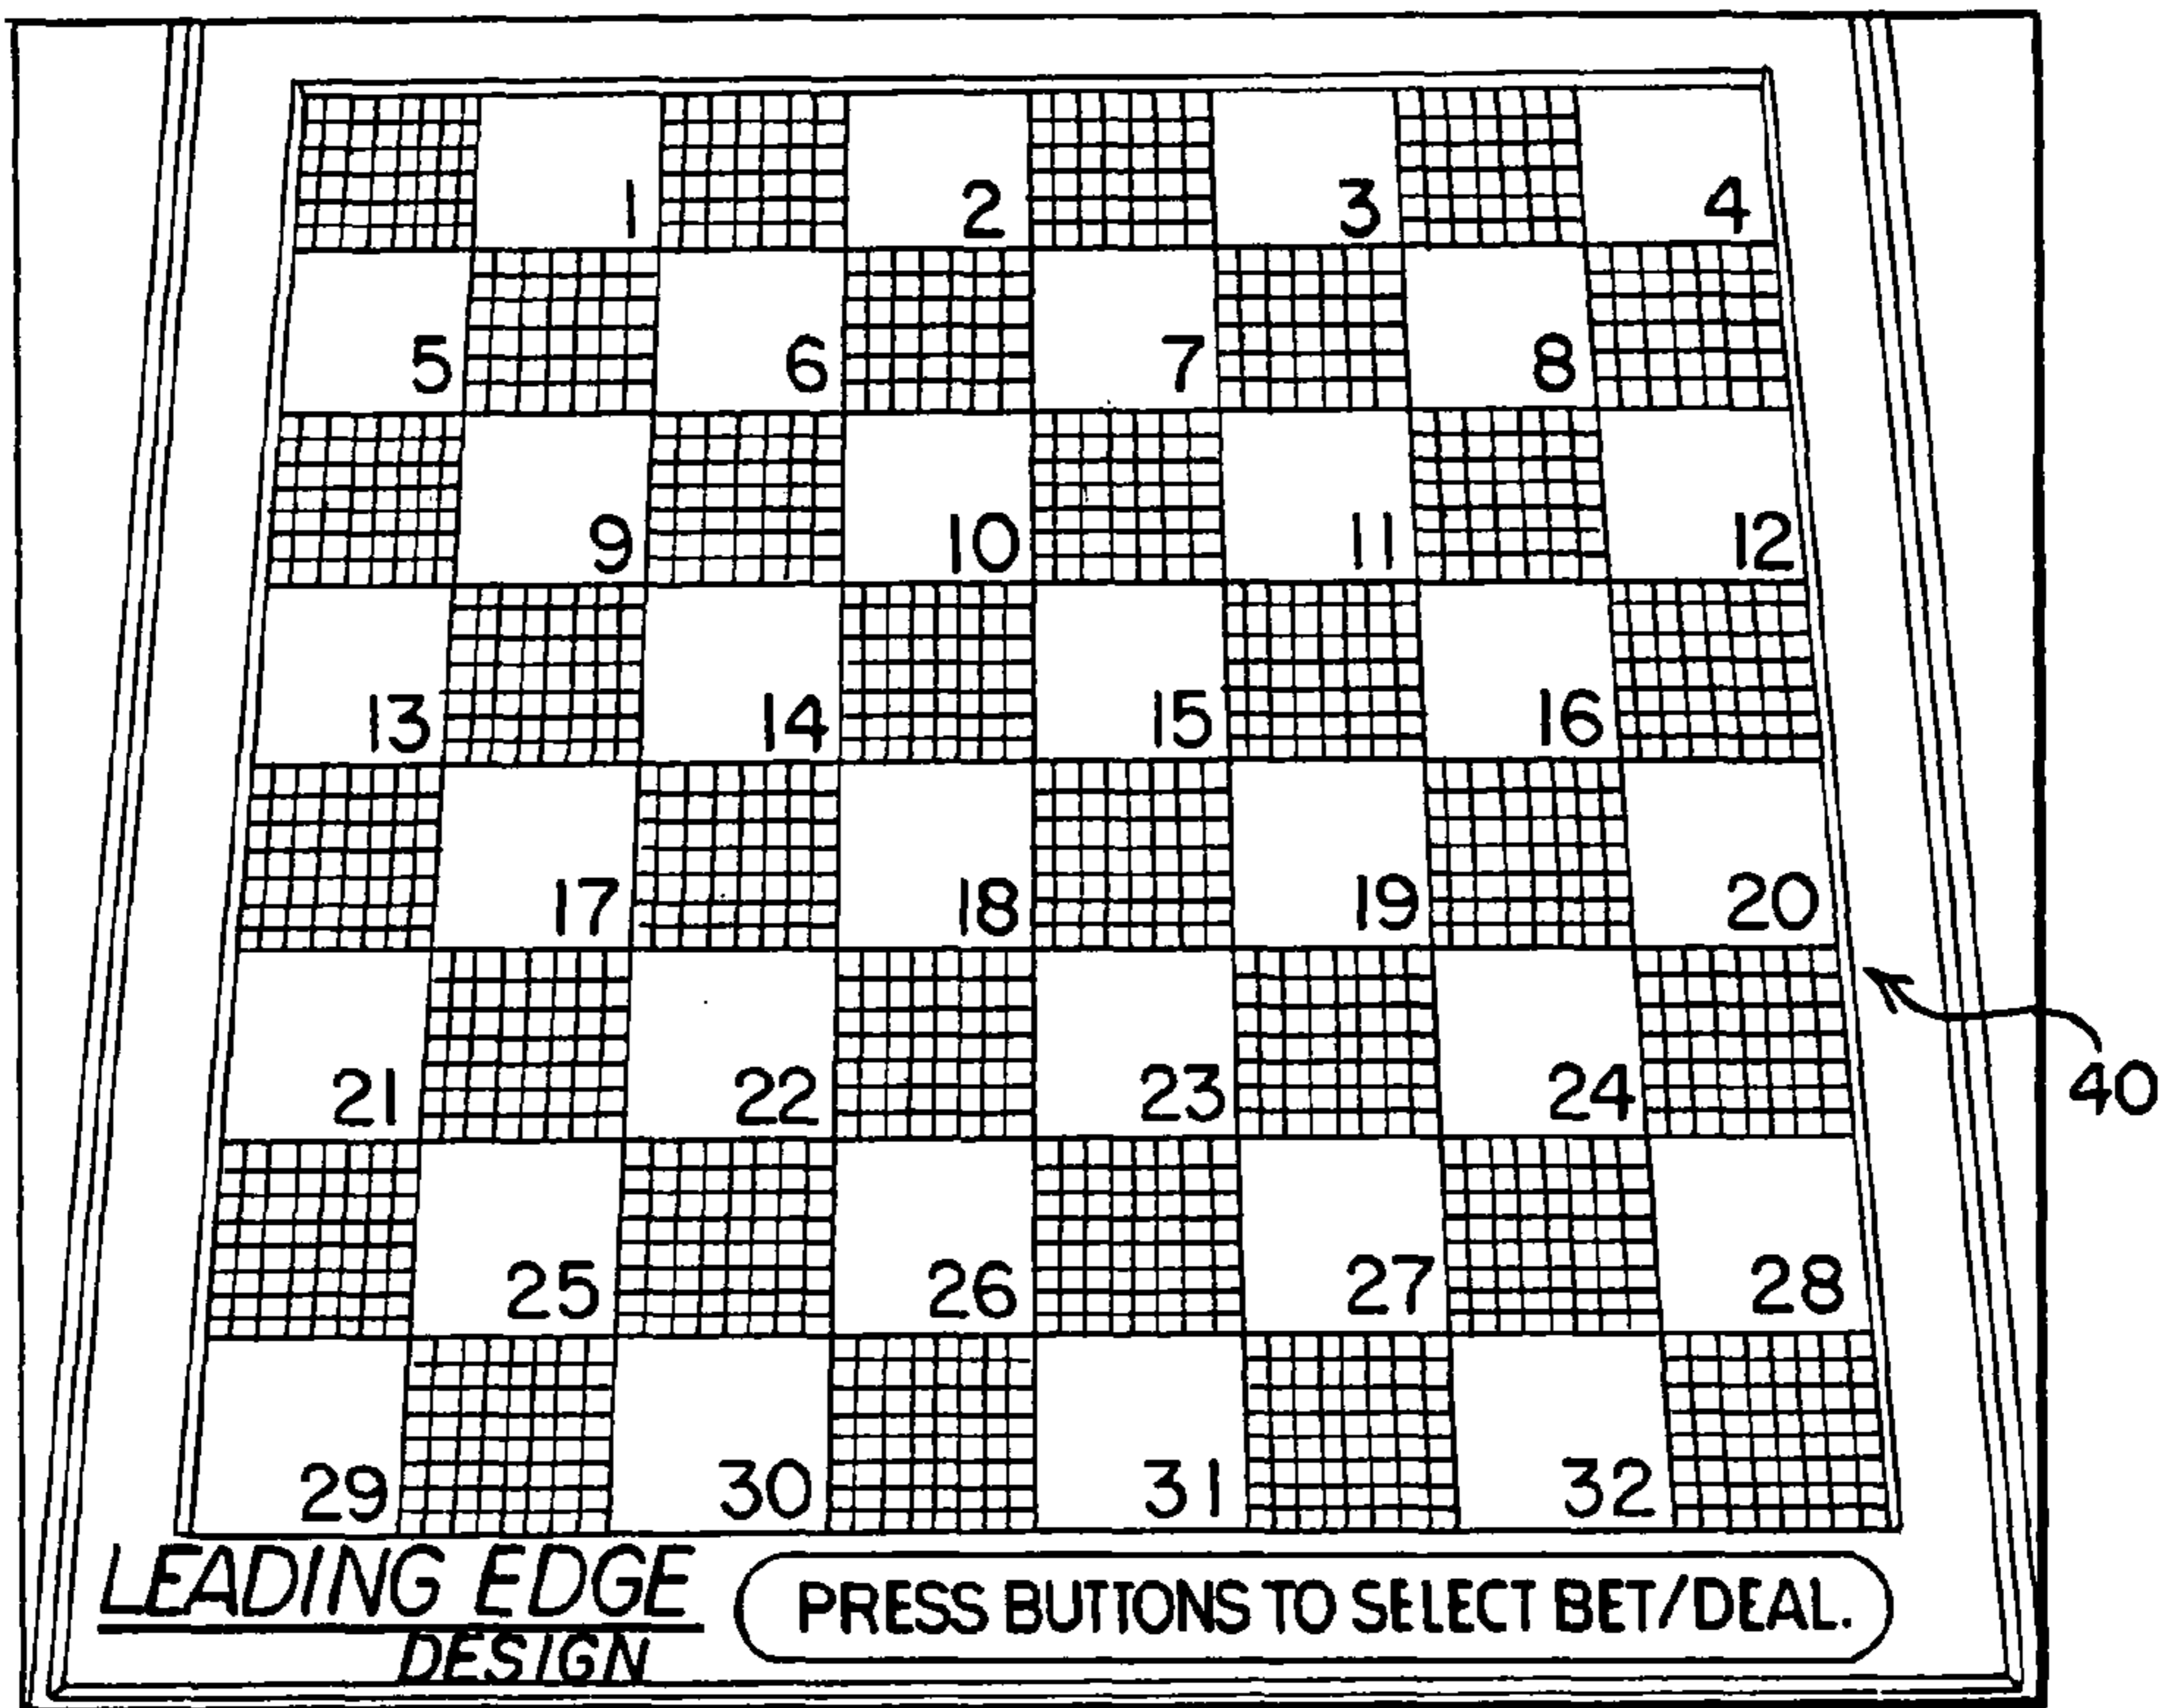 1 2 3 4
5 6 7 8
9 10 11 12
13 14 15 16
17 18 19 20
21 22 23 24
40
25 26 27 28
29 30 31 32
LEADING EDGE
DESIGN
PRESS BUTTONS TO SELECT BET/DEAL.